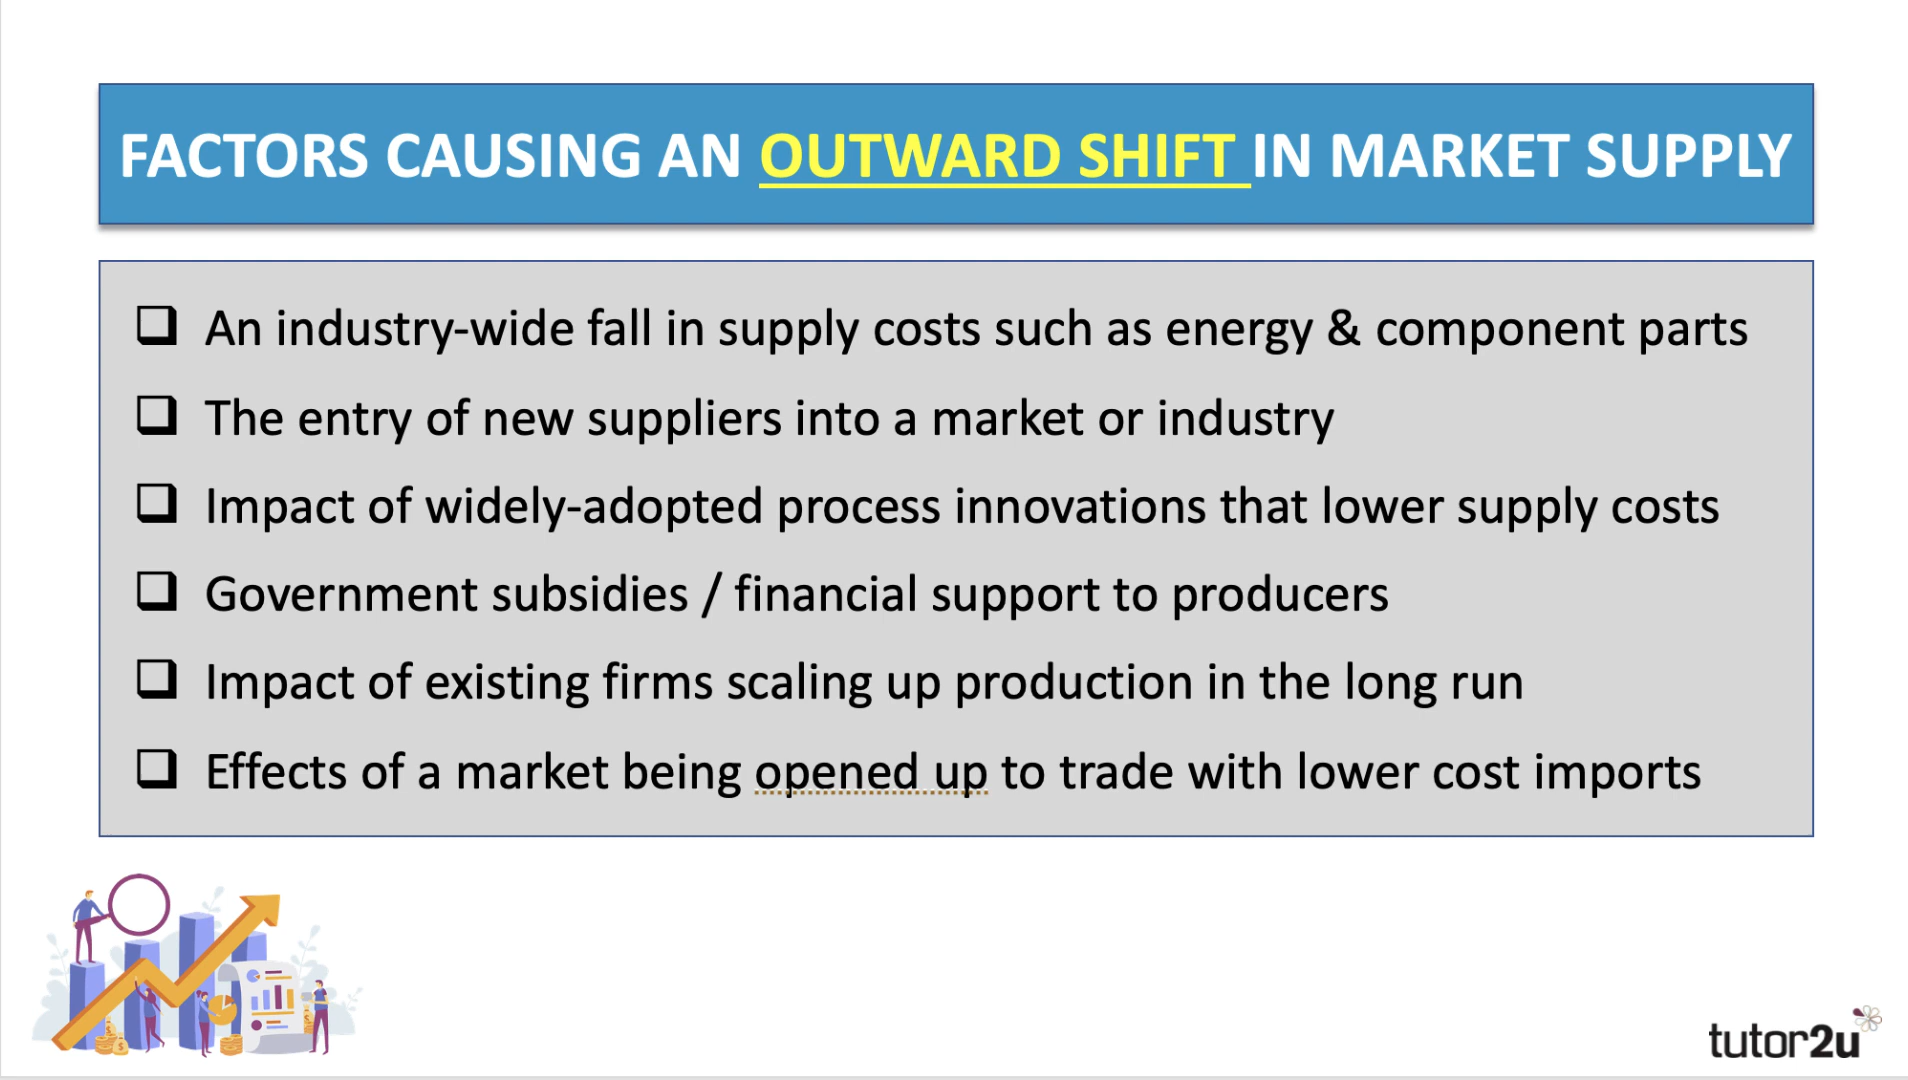 FACTORS CAUSING AN OUTWARD SHIFT IN MARKET SUPPLY
An industry-wide fall in supply costs such as energy & component parts
The entry of new suppliers into a market or industry
Impact of widely-adopted process innovations that lower supply costs
Government subsidies / financial support to producers
Impact of existing firms scaling up production in the long run
Effects of a market being opened up to trade with lower cost imports
tutor2u